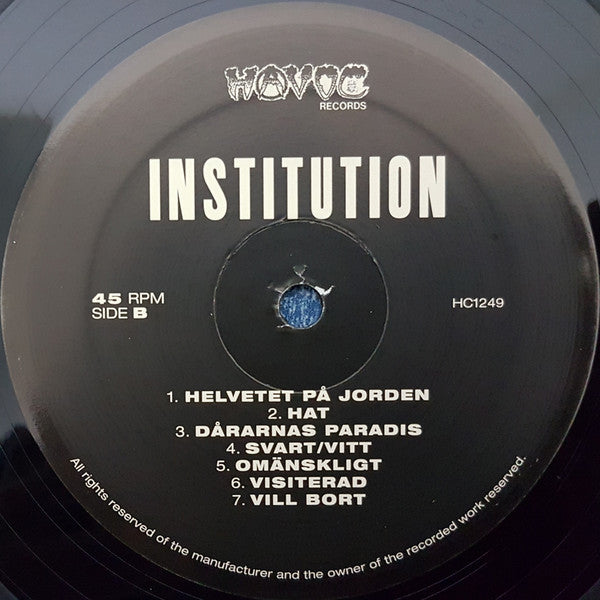 HAVOC
RECORDS
INSTITUTION
45 RPM
SIDE B
HC1249
1. HELVETET PÅ JORDEN
2. HAT
3. DÅRARNAS PARADIS
4. SVART/VITT
5. OMÄNSKLIGT
6. VISITERAD
7. VILL BORT
All rights reserved of the manufacturer and the owner of the recorded work reserved.